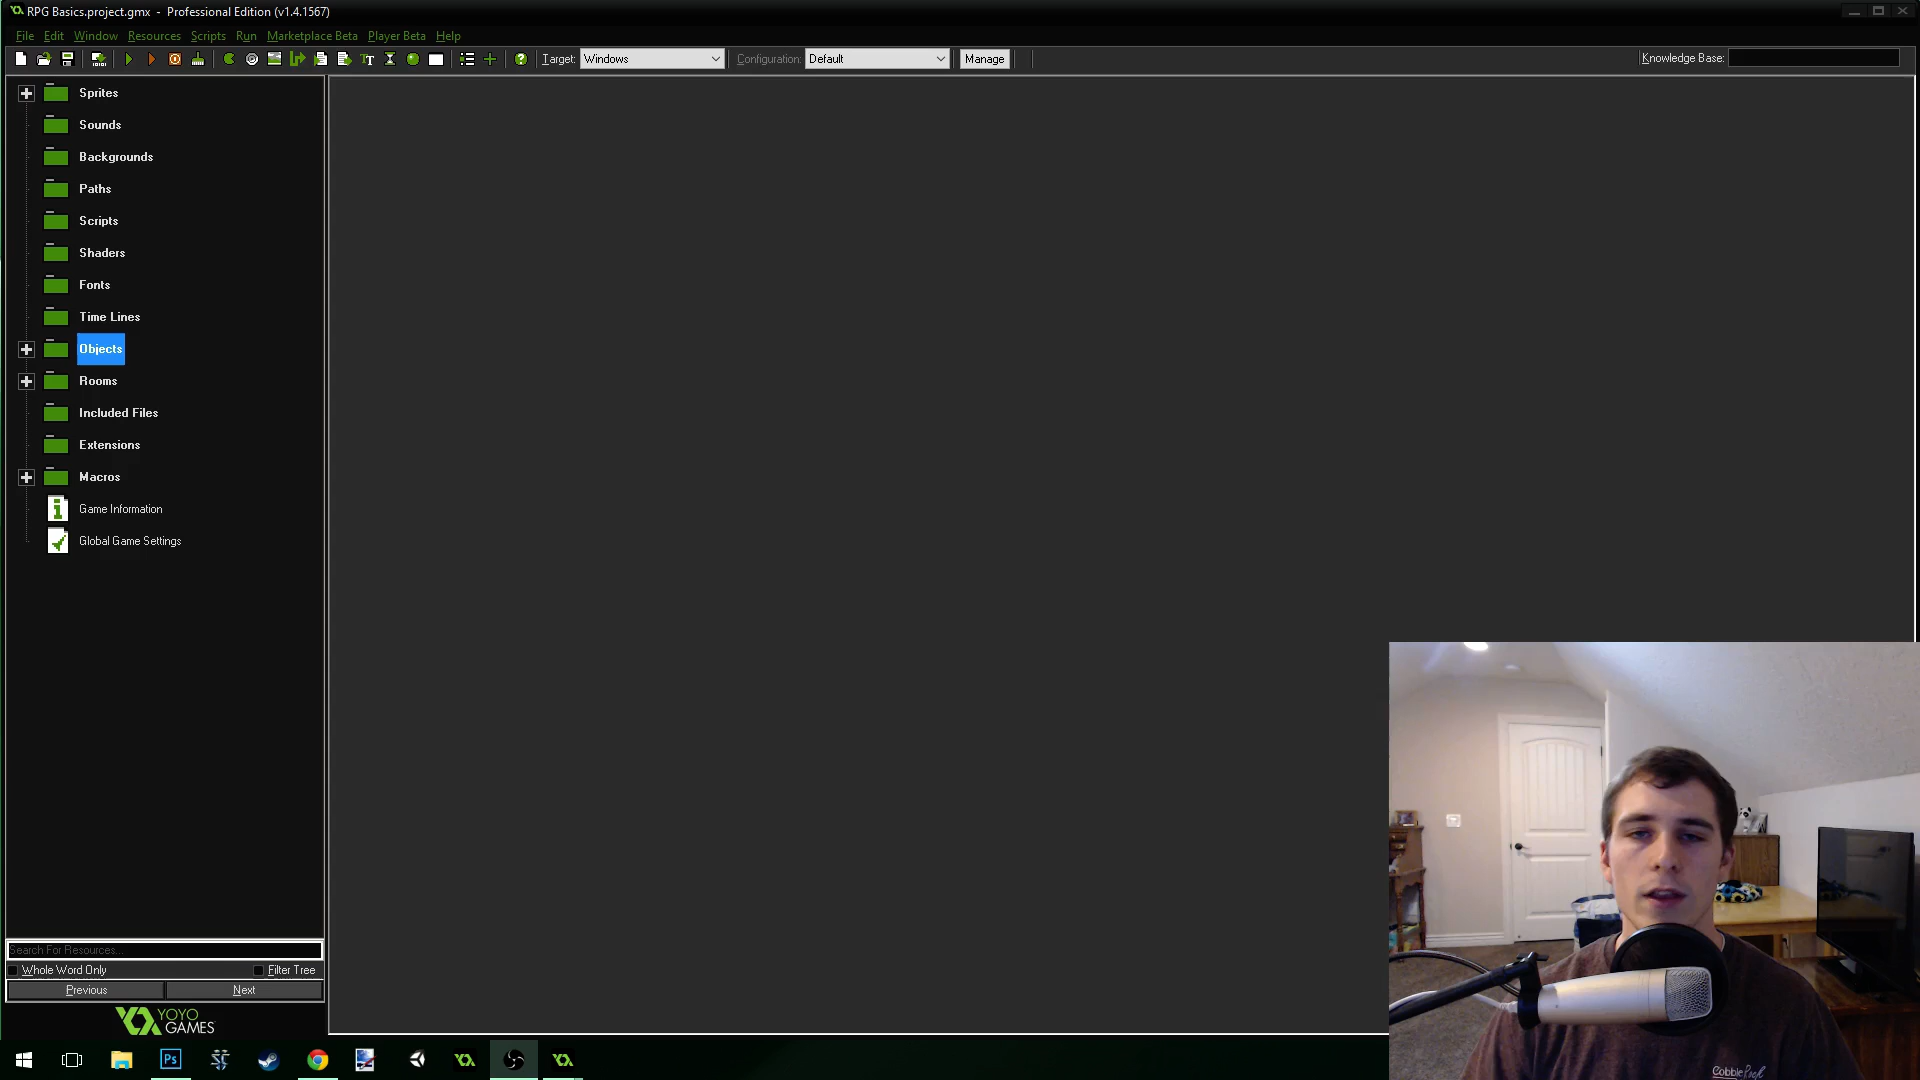 RPG Basics.project.gmx - Professional Edition (v1.4.1567)
File Edit Window Resources Scripts Run Marketplace Beta Player Beta Help
Target: Windows Configuration: Default Manage Knowledge Base:
Sprites
Sounds
Backgrounds
Paths
Scripts
Shaders
Fonts
Time Lines
Objects
Rooms
Included Files
Extensions
Macros
Game Information
Global Game Settings
Search For Resources...
Whole Word Only Filter Tree
Previous Next
YOYO
GAMES
Ps
CobbleRock